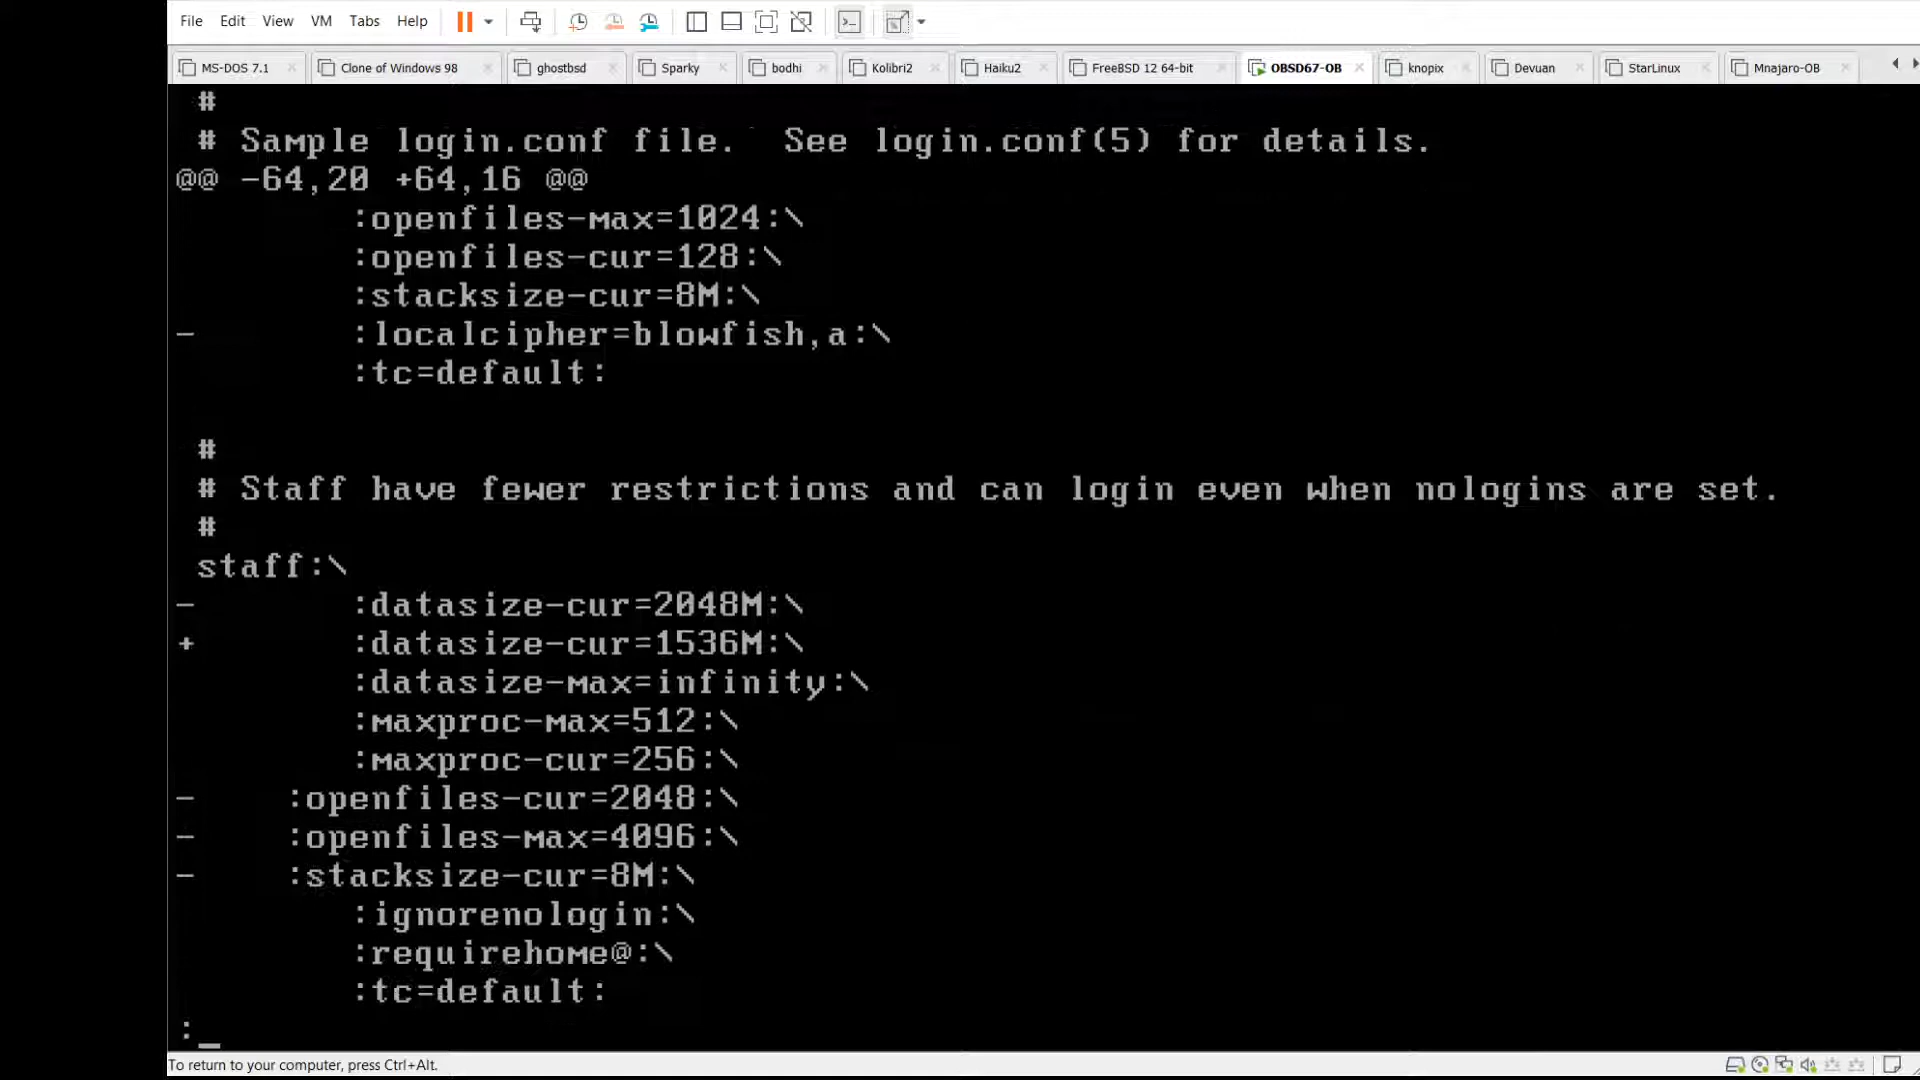 File Edit View VM Tabs Help
MS-DOS 7.1 Clone of Windows 98 ghostbsd Sparky bodhi Kolibri2 Haiku2 FreeBSD 12 64-bit OBSD67-OB knopix Devuan StarLinux Mnajaro-OB
#
# Sample login.conf file. See login.conf(5) for details.
@@ -64,20 +64,16 @@
:openfiles-max=1024:\
:openfiles-cur=128:\
:stacksize-cur=8M:\
- :localcipher=blowfish,a:\
:tc=default:
#
# Staff have fewer restrictions and can login even when nologins are set.
#
staff:\
- :datasize-cur=2048M:\
+ :datasize-cur=1536M:\
:datasize-max=infinity:\
:maxproc-max=512:\
:maxproc-cur=256:\
- :openfiles-cur=2048:\
- :openfiles-max=4096:\
- :stacksize-cur=8M:\
:ignorenologin:\
:requirehome@:\
:tc=default:
:_
To return to your computer, press Ctrl+Alt.